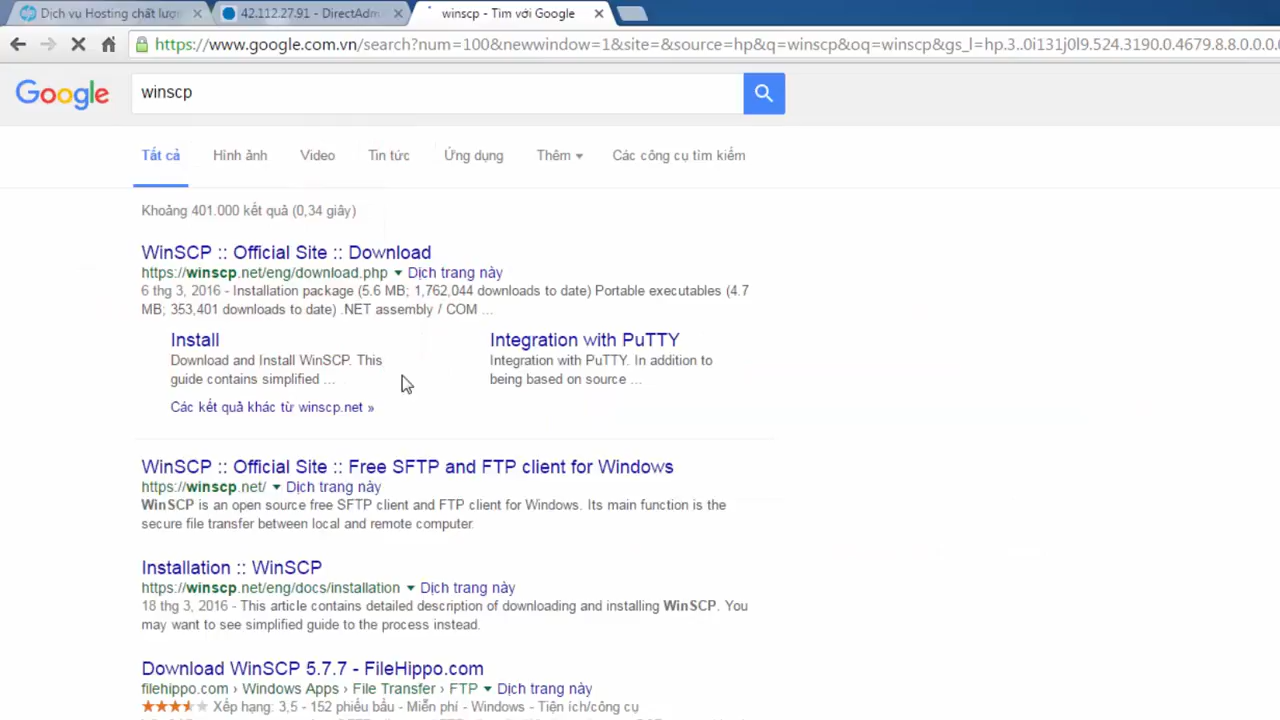 Dịch vụ Hosting chất lượn
42.112.27.91 - DirectAdm
winscp - Tìm với Google
https://www.google.com.vn/search?num=100&newwindow=1&site=&source=hp&q=winscp&oq=winscp&gs_l=hp.3..0i131j0l9.524.3190.0.4679.8.8.0.0.0.
Google
winscp
Tất cả
Hình ảnh
Video
Tin tức
Ứng dụng
Thêm
Các công cụ tìm kiếm
Khoảng 401.000 kết quả (0,34 giây)
WinSCP :: Official Site :: Download
https://winscp.net/eng/download.php Dịch trang này
6 thg 3, 2016 - Installation package (5.6 MB; 1,762,044 downloads to date) Portable executables (4.7
MB; 353,401 downloads to date) .NET assembly / COM ...
Install
Download and Install WinSCP. This
guide contains simplified ...
Integration with PuTTY
Integration with PuTTY. In addition to
being based on source ...
Các kết quả khác từ winscp.net »
WinSCP :: Official Site :: Free SFTP and FTP client for Windows
https://winscp.net/ Dịch trang này
WinSCP is an open source free SFTP client and FTP client for Windows. Its main function is the
secure file transfer between local and remote computer.
Installation :: WinSCP
https://winscp.net/eng/docs/installation Dịch trang này
18 thg 3, 2016 - This article contains detailed description of downloading and installing WinSCP. You
may want to see simplified guide to the process instead.
Download WinSCP 5.7.7 - FileHippo.com
filehippo.com › Windows Apps › File Transfer › FTP Dịch trang này
Xếp hạng: 3,5 - 152 phiếu bầu - Miễn phí - Windows - Tiện ích/công cụ